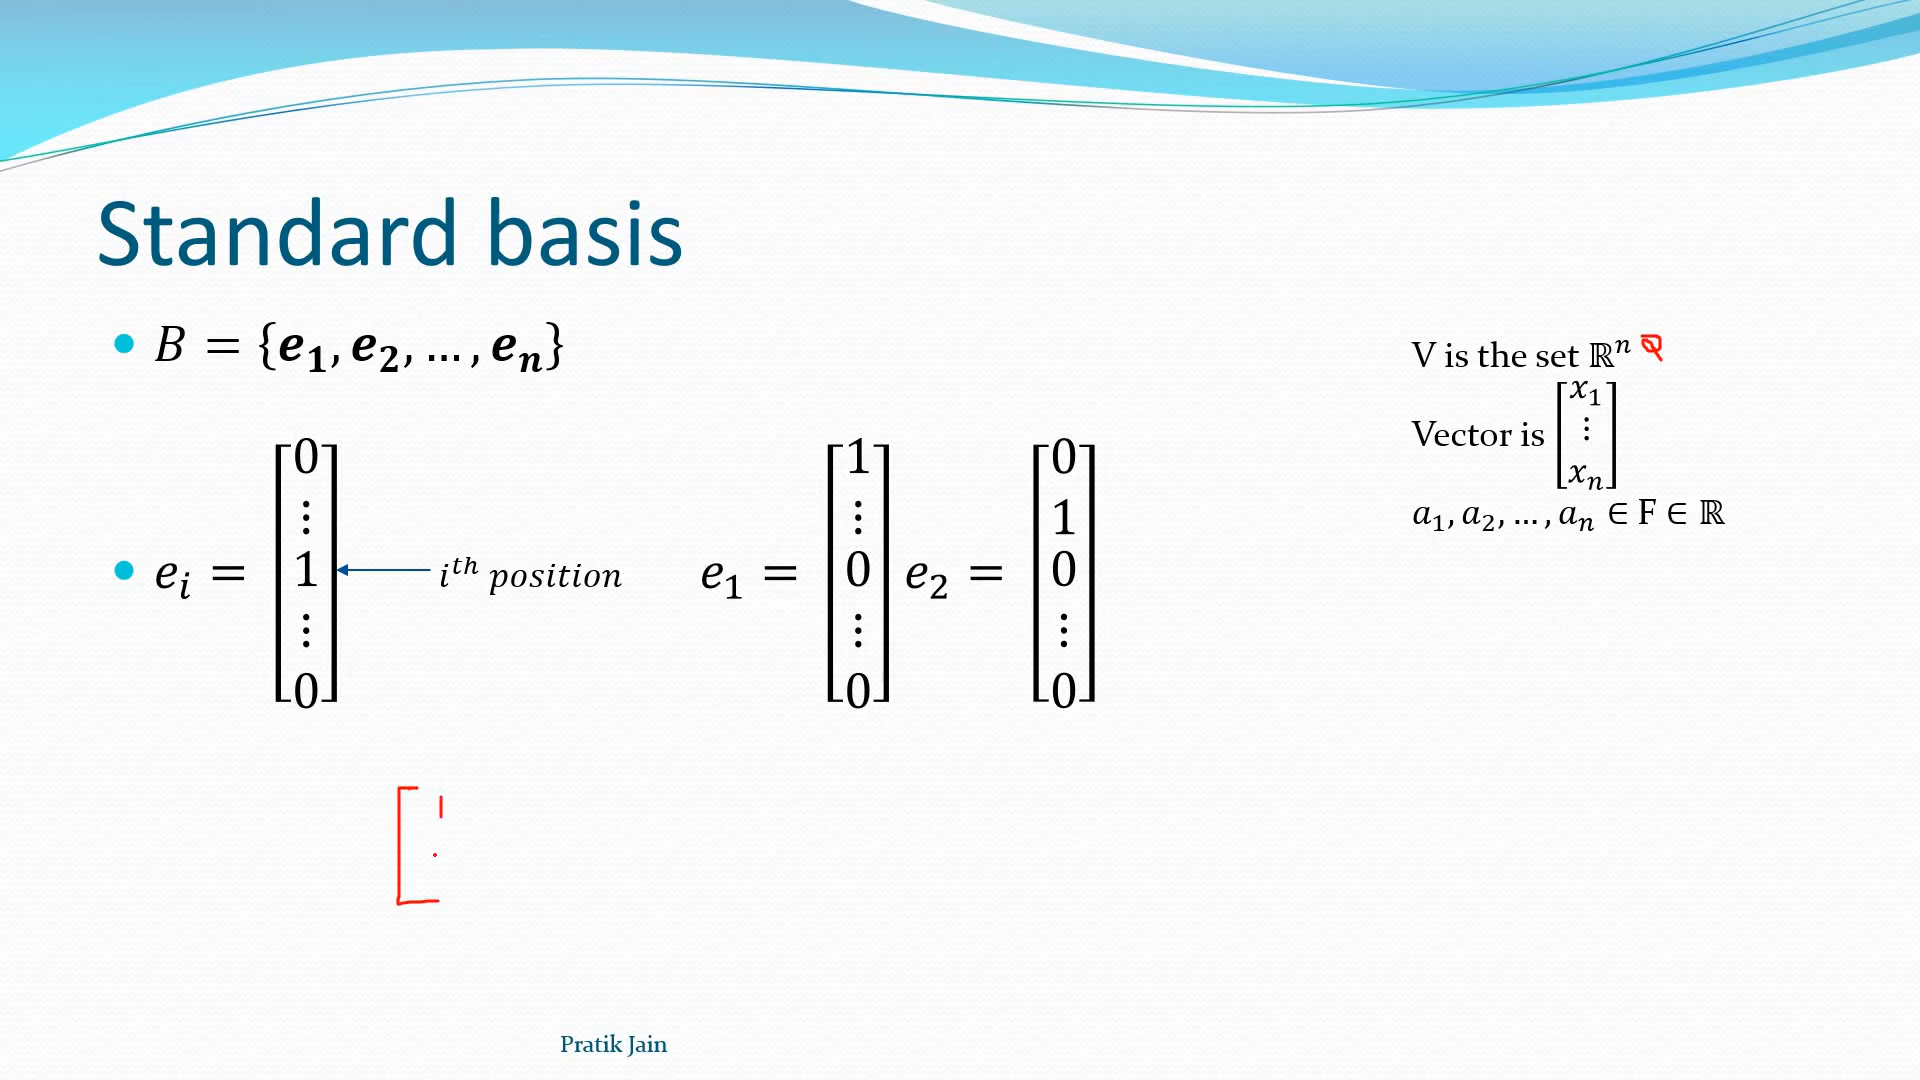 Standard basis
B = {e₁, e₂, … , eₙ}
V is the set ℝⁿ
Vector is [x₁ ⋮ xₙ]
a₁, a₂, … , aₙ ∈ F ∈ ℝ
eᵢ = [0 ⋮ 1 ⋮ 0] iᵗʰ position e₁ = [1 ⋮ 0 ⋮ 0] e₂ = [0 1 0 ⋮ 0]
[ 1 .
Pratik Jain